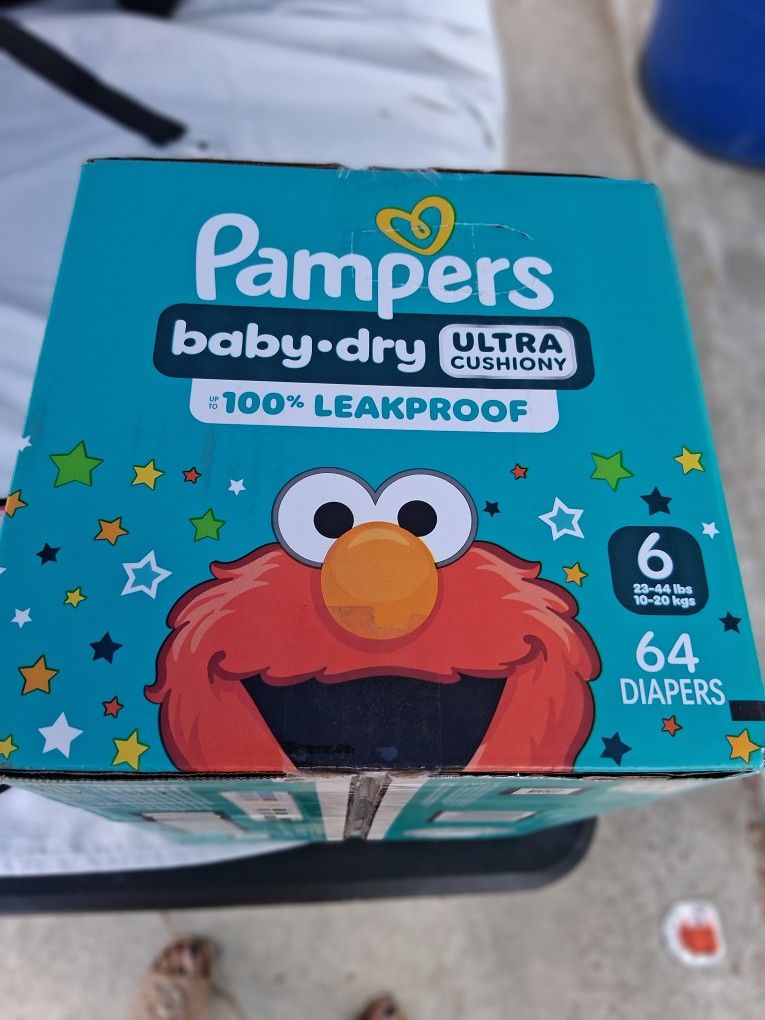 Pampers
baby•dry ULTRA CUSHIONY
UP TO 100% LEAKPROOF
6
23-44 lbs
10-20 kgs
64
DIAPERS